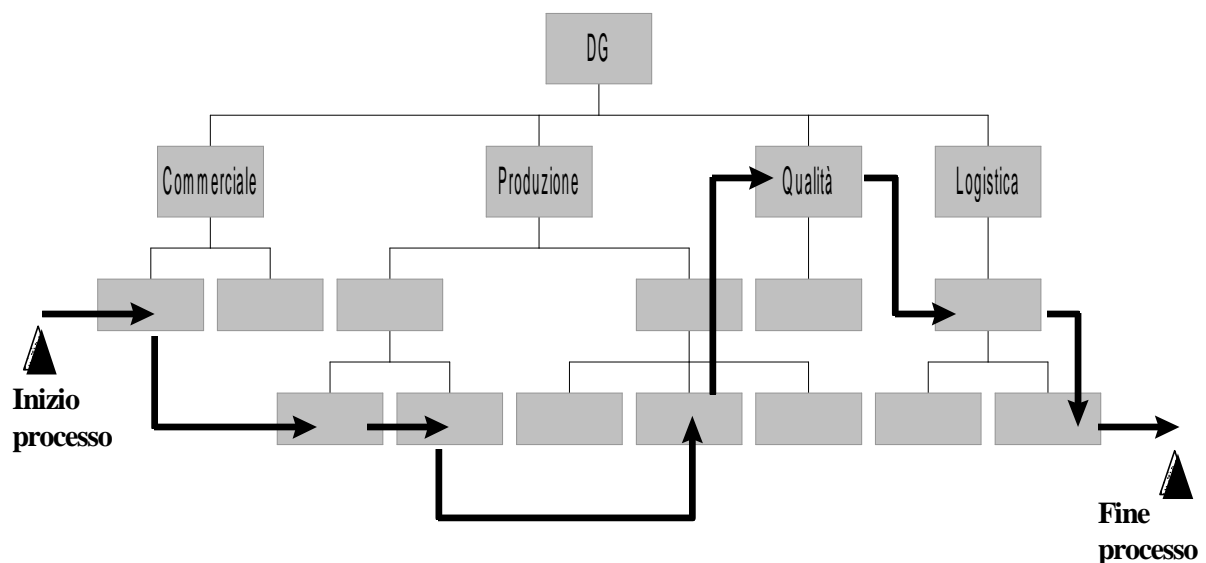 DG
Commerciale
Produzione
Qualità
Logistica
Inizio
processo
Fine
processo